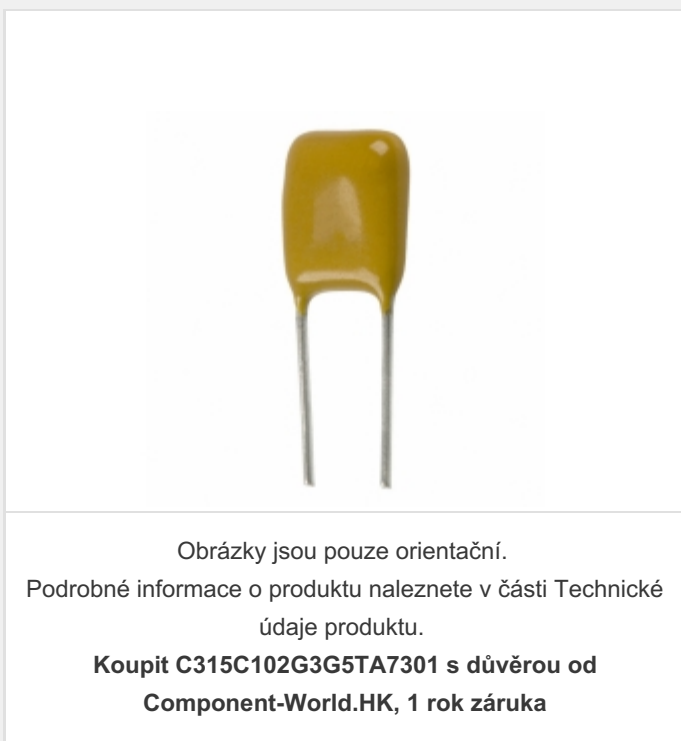 Obrázky jsou pouze orientační.
Podrobné informace o produktu naleznete v části Technické
údaje produktu.
Koupit C315C102G3G5TA7301 s důvěrou od
Component-World.HK, 1 rok záruka